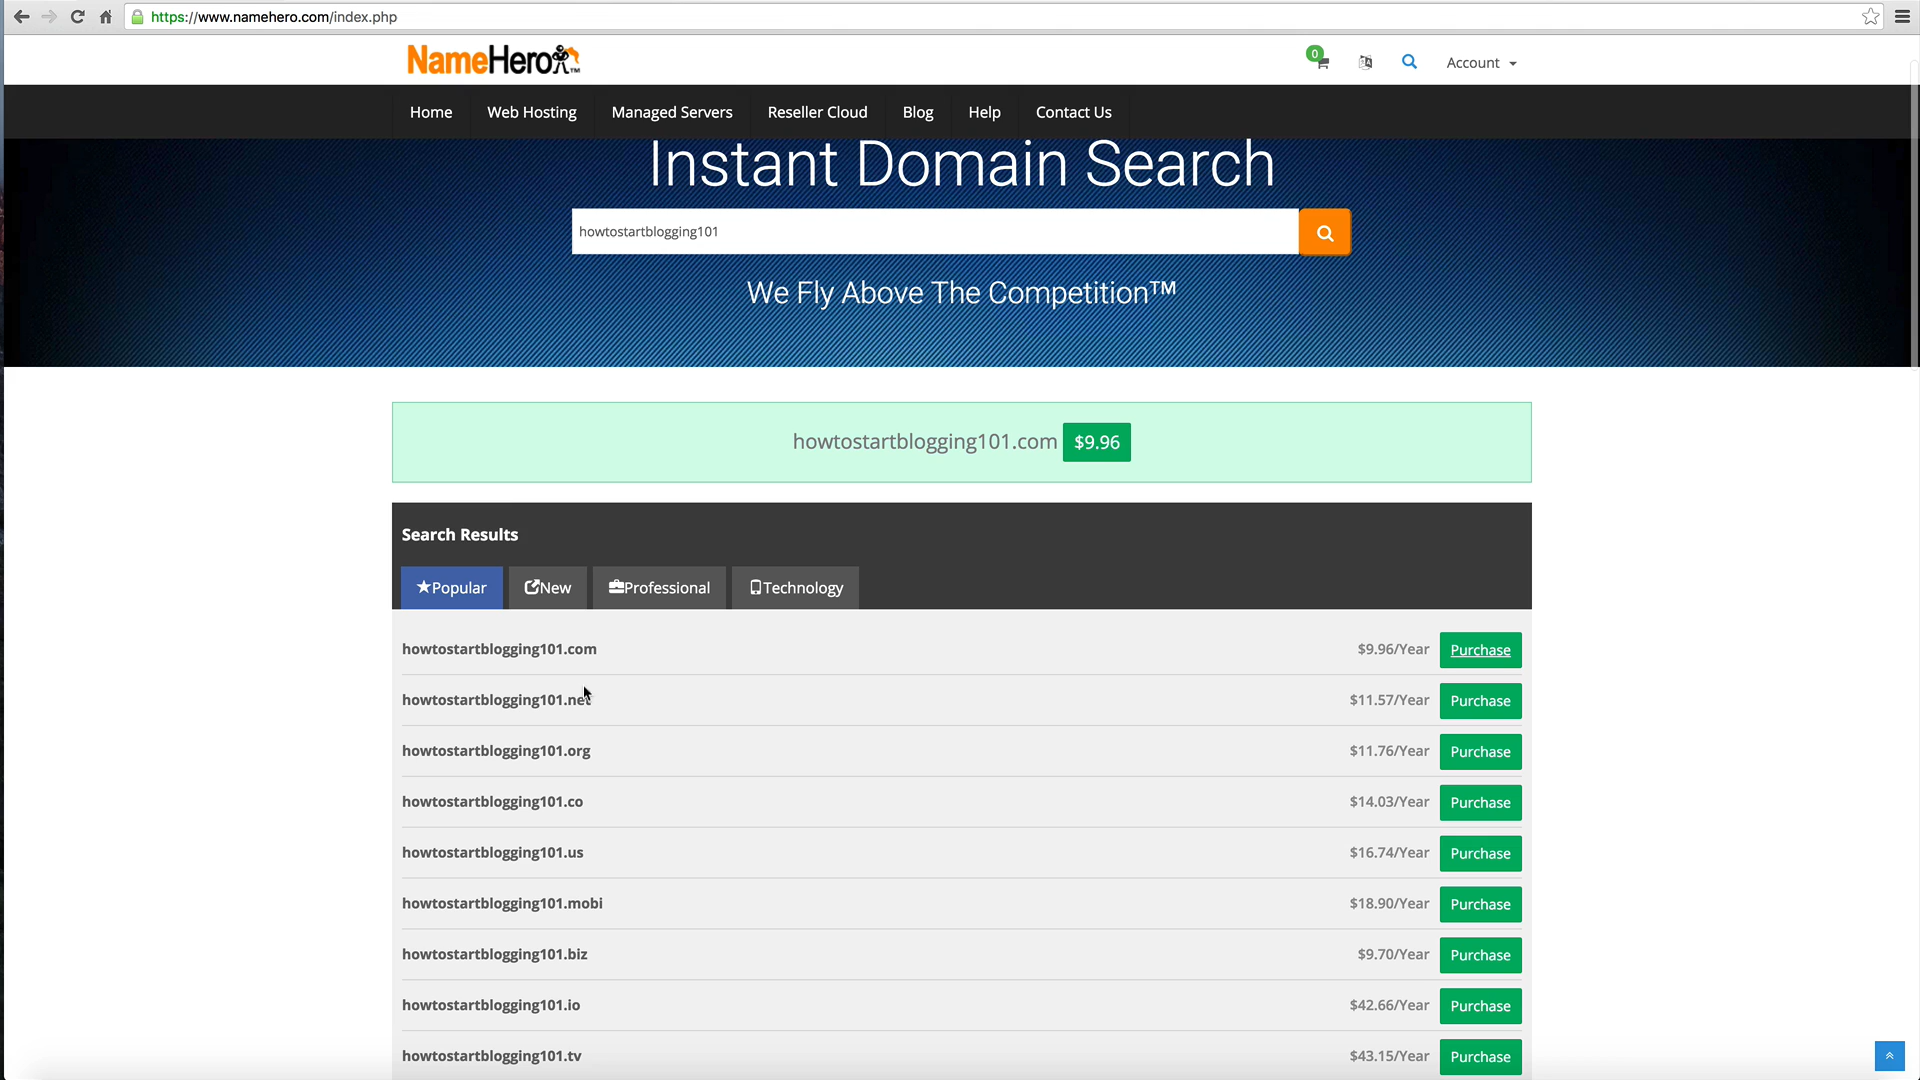 https://www.namehero.com/index.php
NameHero™
0
Account
Home Web Hosting Managed Servers Reseller Cloud Blog Help Contact Us
Instant Domain Search
howtostartblogging101
We Fly Above The Competition™
howtostartblogging101.com $9.96
Search Results
Popular New Professional Technology
howtostartblogging101.com $9.96/Year Purchase
howtostartblogging101.net $11.57/Year Purchase
howtostartblogging101.org $11.76/Year Purchase
howtostartblogging101.co $14.03/Year Purchase
howtostartblogging101.us $16.74/Year Purchase
howtostartblogging101.mobi $18.90/Year Purchase
howtostartblogging101.biz $9.70/Year Purchase
howtostartblogging101.io $42.66/Year Purchase
howtostartblogging101.tv $43.15/Year Purchase